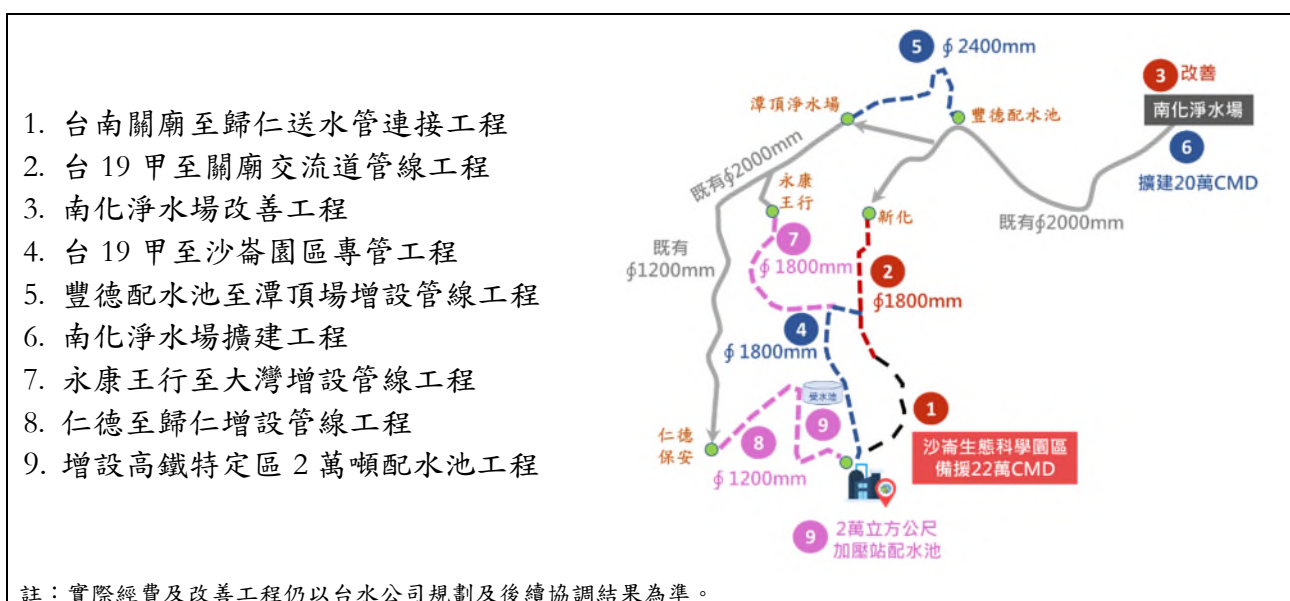 1. 台南關廟至歸仁送水管連接工程
2. 台 19 甲至關廟交流道管線工程
3. 南化淨水場改善工程
4. 台 19 甲至沙崙園區專管工程
5. 豐德配水池至潭頂場增設管線工程
6. 南化淨水場擴建工程
7. 永康王行至大灣增設管線工程
8. 仁德至歸仁增設管線工程
9. 增設高鐵特定區 2 萬噸配水池工程
5 ∮2400mm
3 改善
潭頂淨水場
豐德配水池
南化淨水場
6
擴建20萬CMD
既有∮2000mm
永康
王行
新化
既有∮2000mm
既有
∮1200mm
7
∮1800mm
2
∮1800mm
4
∮1800mm
受水池
1
仁德
保安
8
9
∮1200mm
沙崙生態科學園區
備援22萬CMD
9 2萬立方公尺
加壓站配水池
註：實際經費及改善工程仍以台水公司規劃及後續協調結果為準。